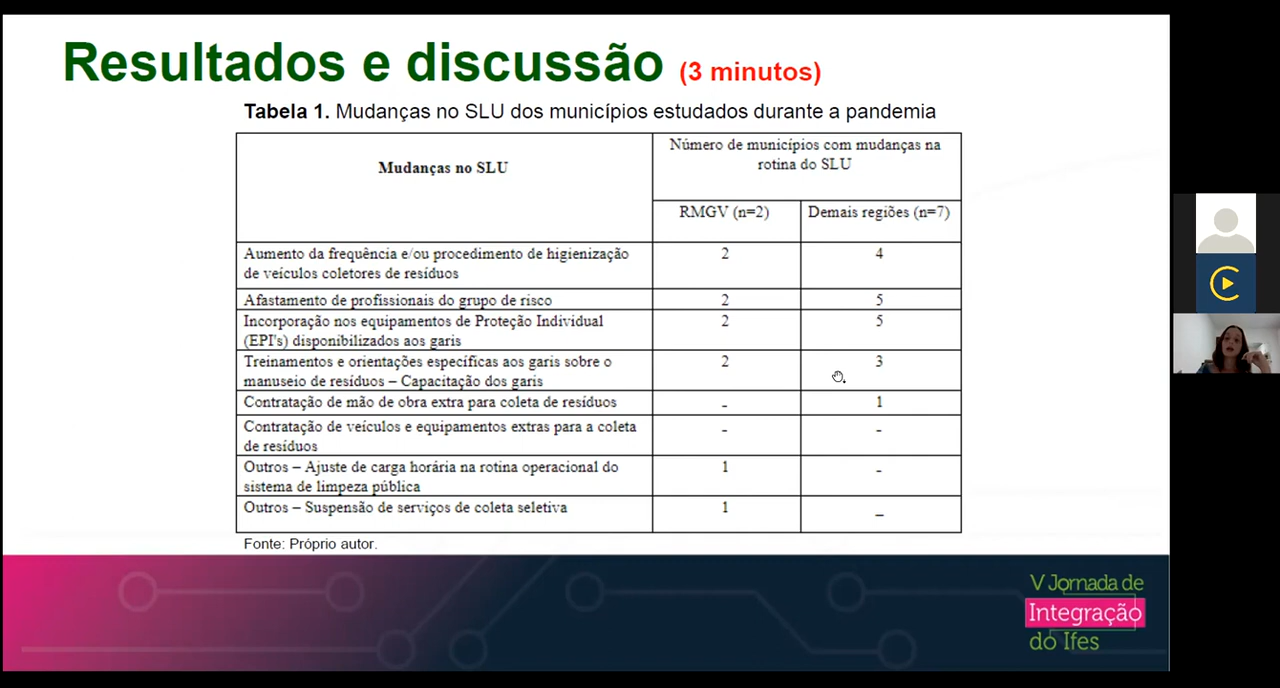 Resultados e discussão (3 minutos)
Tabela 1. Mudanças no SLU dos municípios estudados durante a pandemia
Mudanças no SLU
Número de municípios com mudanças na
rotina do SLU
RMGV (n=2)
Demais regiões (n=7)
Aumento da frequência e/ou procedimento de higienização
de veículos coletores de resíduos
2
4
Afastamento de profissionais do grupo de risco
2
5
Incorporação nos equipamentos de Proteção Individual
(EPI's) disponibilizados aos garis
2
5
Treinamentos e orientações específicas aos garis sobre o
manuseio de resíduos – Capacitação dos garis
2
3
Contratação de mão de obra extra para coleta de resíduos
-
1
Contratação de veículos e equipamentos extras para a coleta
de resíduos
-
-
Outros – Ajuste de carga horária na rotina operacional do
sistema de limpeza pública
1
-
Outros – Suspensão de serviços de coleta seletiva
1
–
Fonte: Próprio autor.
V Jornada de
Integração
do Ifes